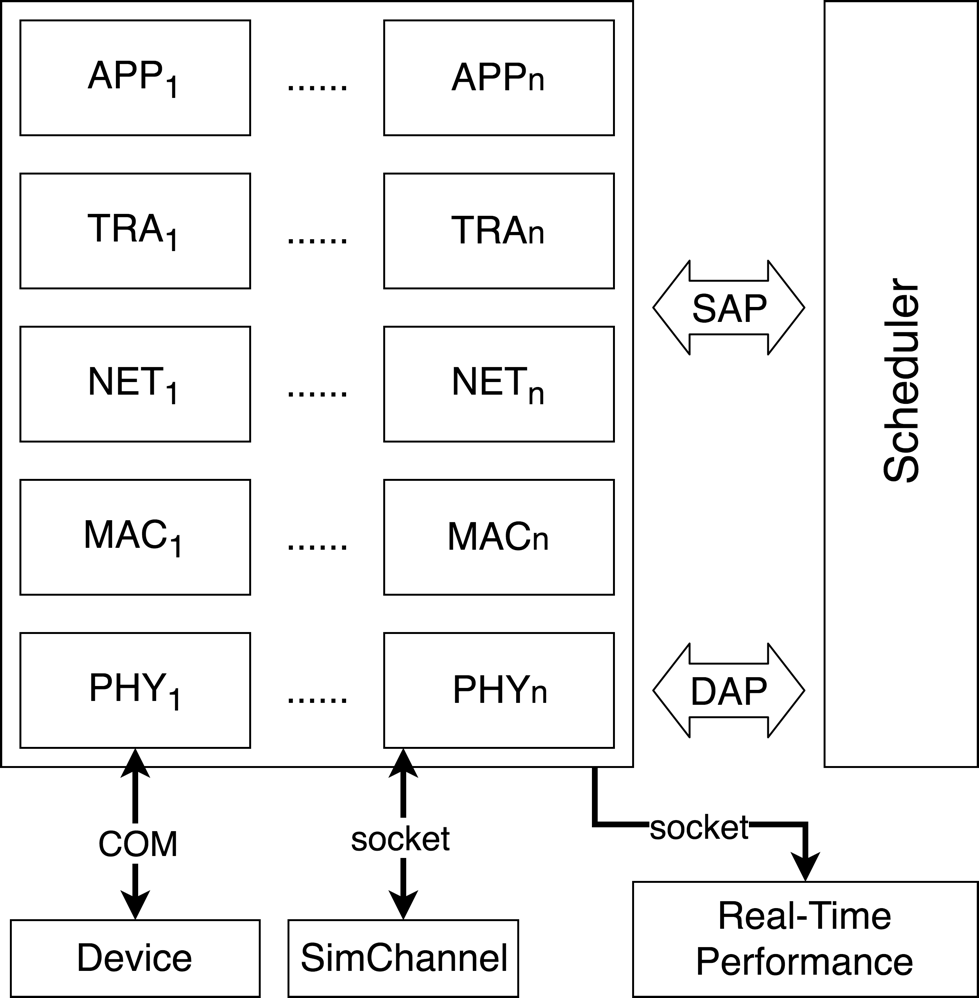 APP1 ...... APPn
TRA1 ...... TRAn
SAP
NET1 ...... NETn
Scheduler
MAC1 ...... MACn
PHY1 ...... PHYn
DAP
COM
socket
socket
Device
SimChannel
Real-Time
Performance